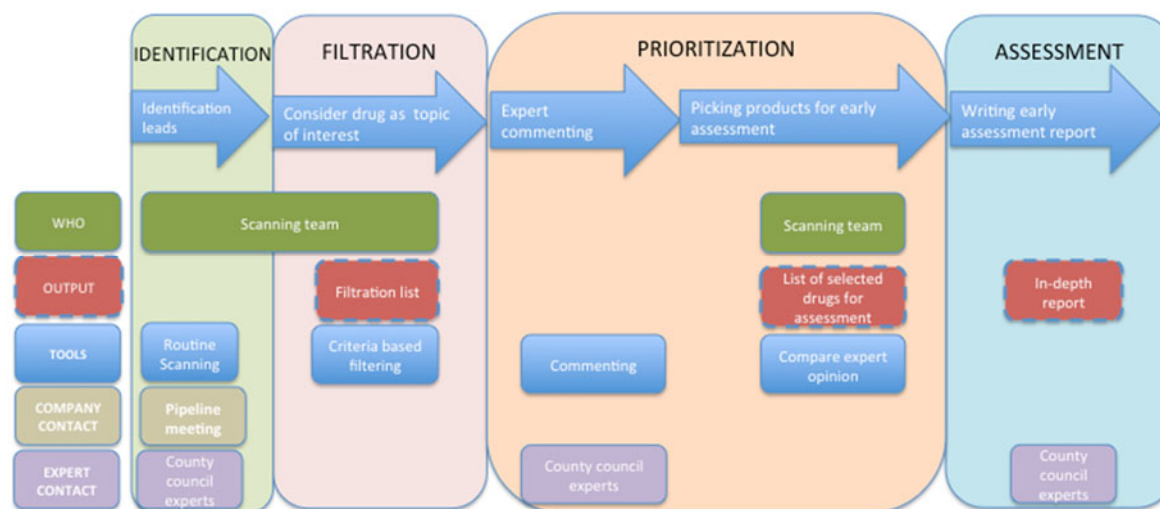 IDENTIFICATION
FILTRATION
PRIORITIZATION
ASSESSMENT
Identification
leads
Consider drug as topic
of interest
Expert
commenting
Picking products for early
assessment
Writing early
assessment report
WHO
Scanning team
Scanning team
OUTPUT
Filtration list
List of selected
drugs for
assessment
In-depth
report
TOOLS
Routine
Scanning
Criteria based
filtering
Commenting
Compare expert
opinion
COMPANY
CONTACT
Pipeline
meeting
EXPERT
CONTACT
County
council
experts
County council
experts
County
council
experts